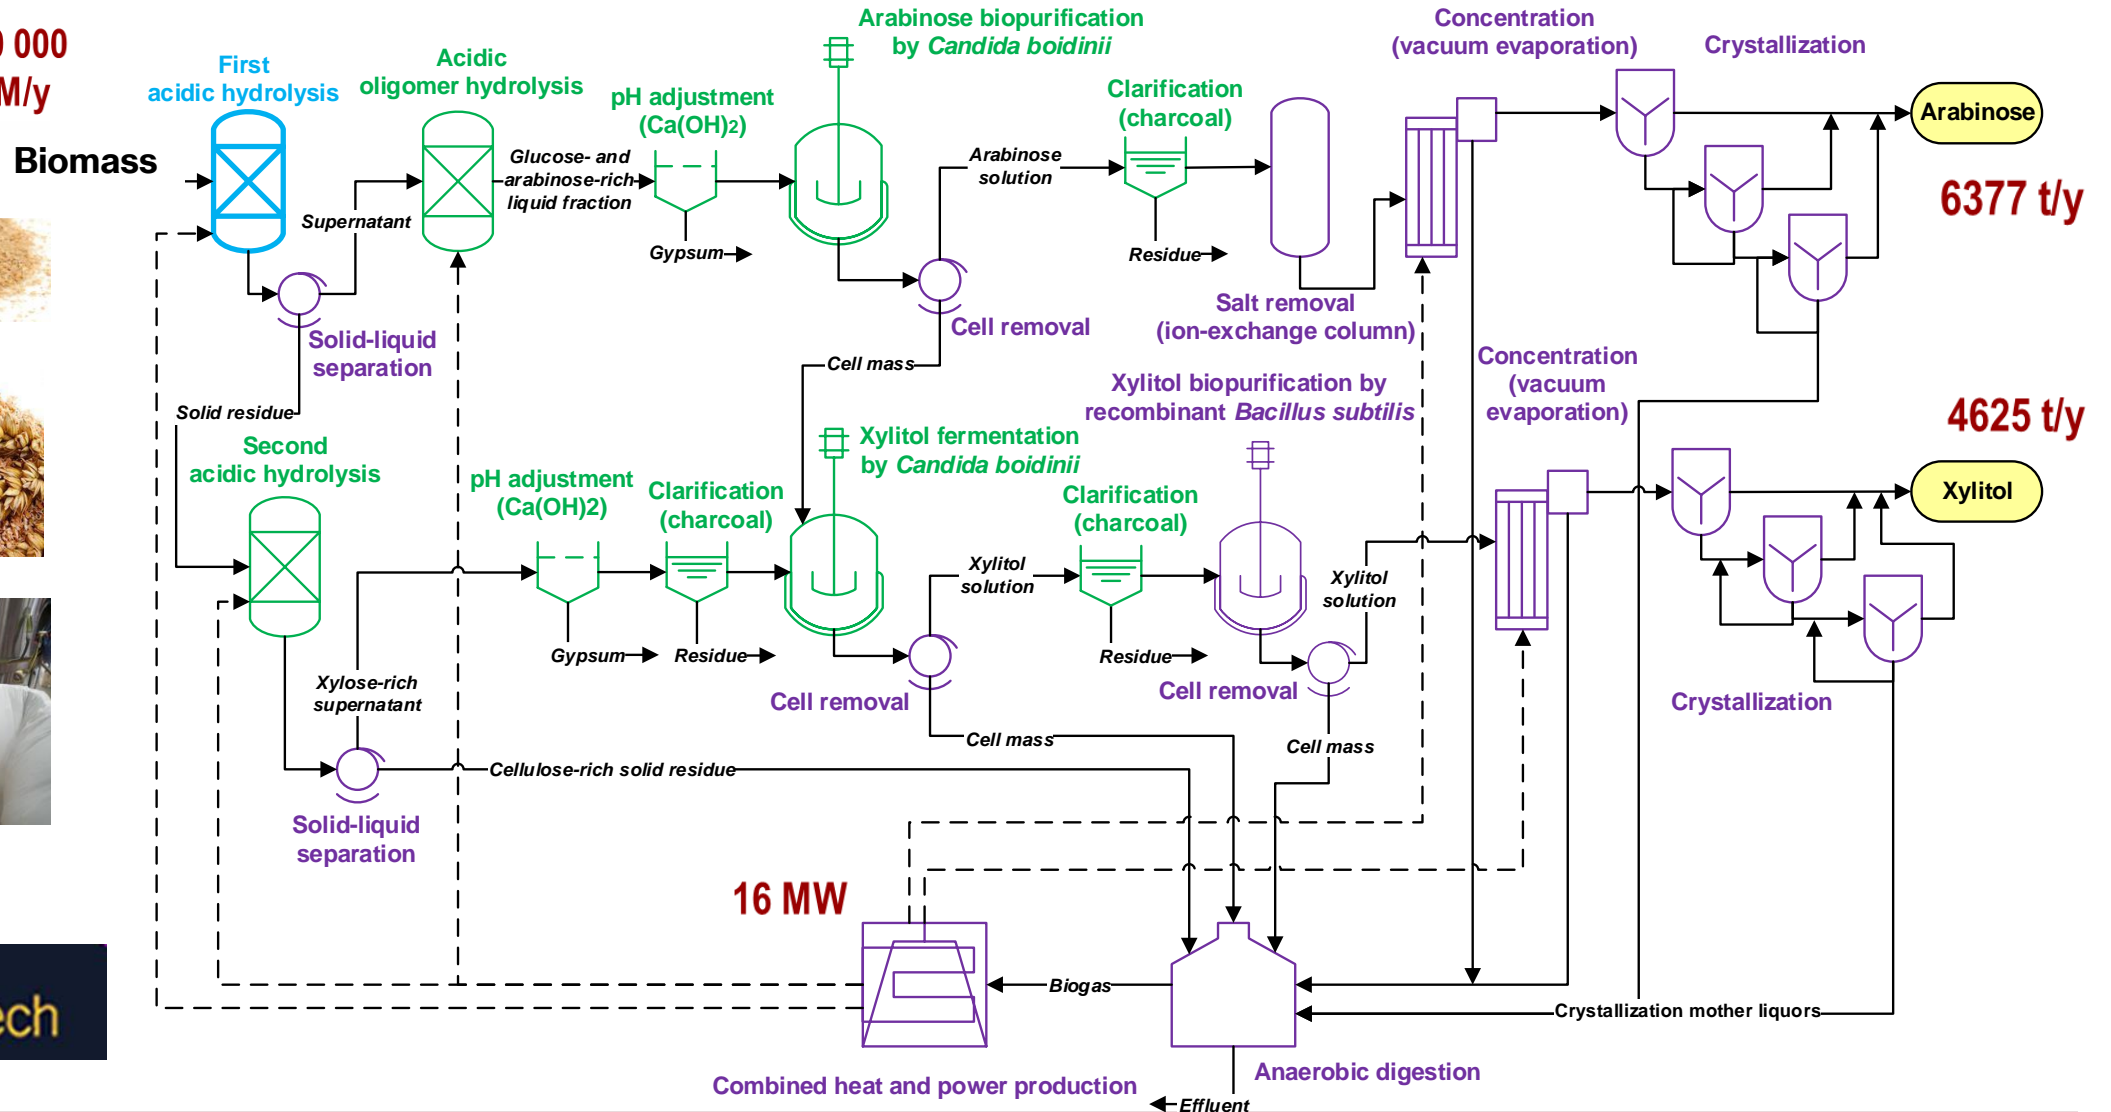 0 000
M/y
Biomass
First
acidic hydrolysis
Acidic
oligomer hydrolysis
pH adjustment
(Ca(OH)2)
Arabinose biopurification
by Candida boidinii
Clarification
(charcoal)
Concentration
(vacuum evaporation)
Crystallization
Arabinose
6377 t/y
Glucose- and
arabinose-rich
liquid fraction
Supernatant
Gypsum
Arabinose
solution
Residue
Solid-liquid
separation
Cell removal
Salt removal
(ion-exchange column)
Cell mass
Solid residue
Second
acidic hydrolysis
pH adjustment
(Ca(OH)2)
Clarification
(charcoal)
Xylitol fermentation
by Candida boidinii
Xylitol biopurification by
recombinant Bacillus subtilis
Clarification
(charcoal)
Concentration
(vacuum
evaporation)
4625 t/y
Xylitol
Xylitol
solution
Xylitol
solution
Gypsum
Residue
Residue
Xylose-rich
supernatant
Cell removal
Cell removal
Crystallization
Cell mass
Cell mass
Cellulose-rich solid residue
Solid-liquid
separation
16 MW
Biogas
Crystallization mother liquors
Combined heat and power production
Anaerobic digestion
Effluent
ech